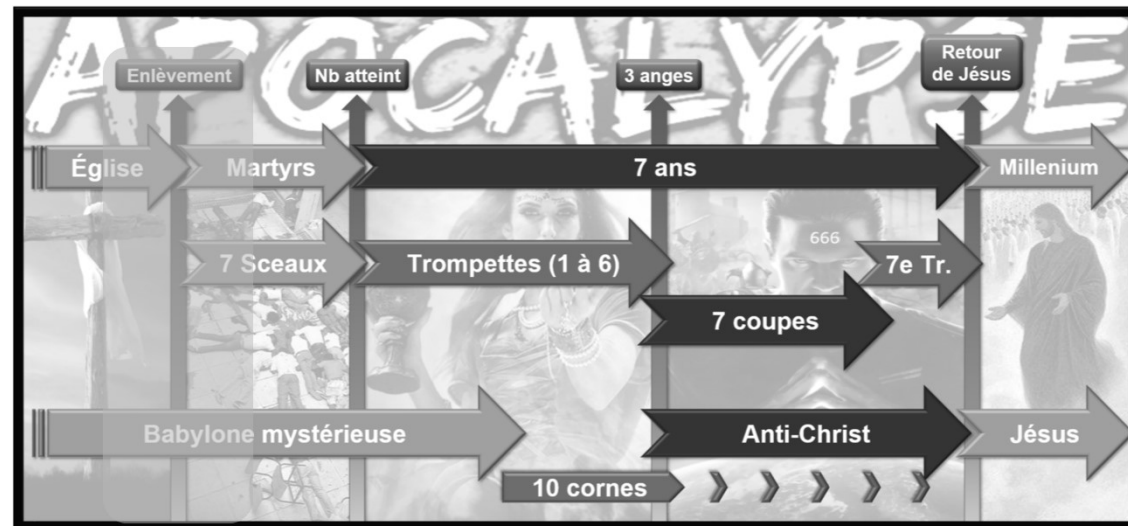 APOCALYPSE
Enlèvement
Nb atteint
3 anges
Retour
de Jésus
Église
Martyrs
7 ans
Millenium
7 Sceaux
Trompettes (1 à 6)
666
7e Tr.
7 coupes
Babylone mystérieuse
Anti-Christ
Jésus
10 cornes